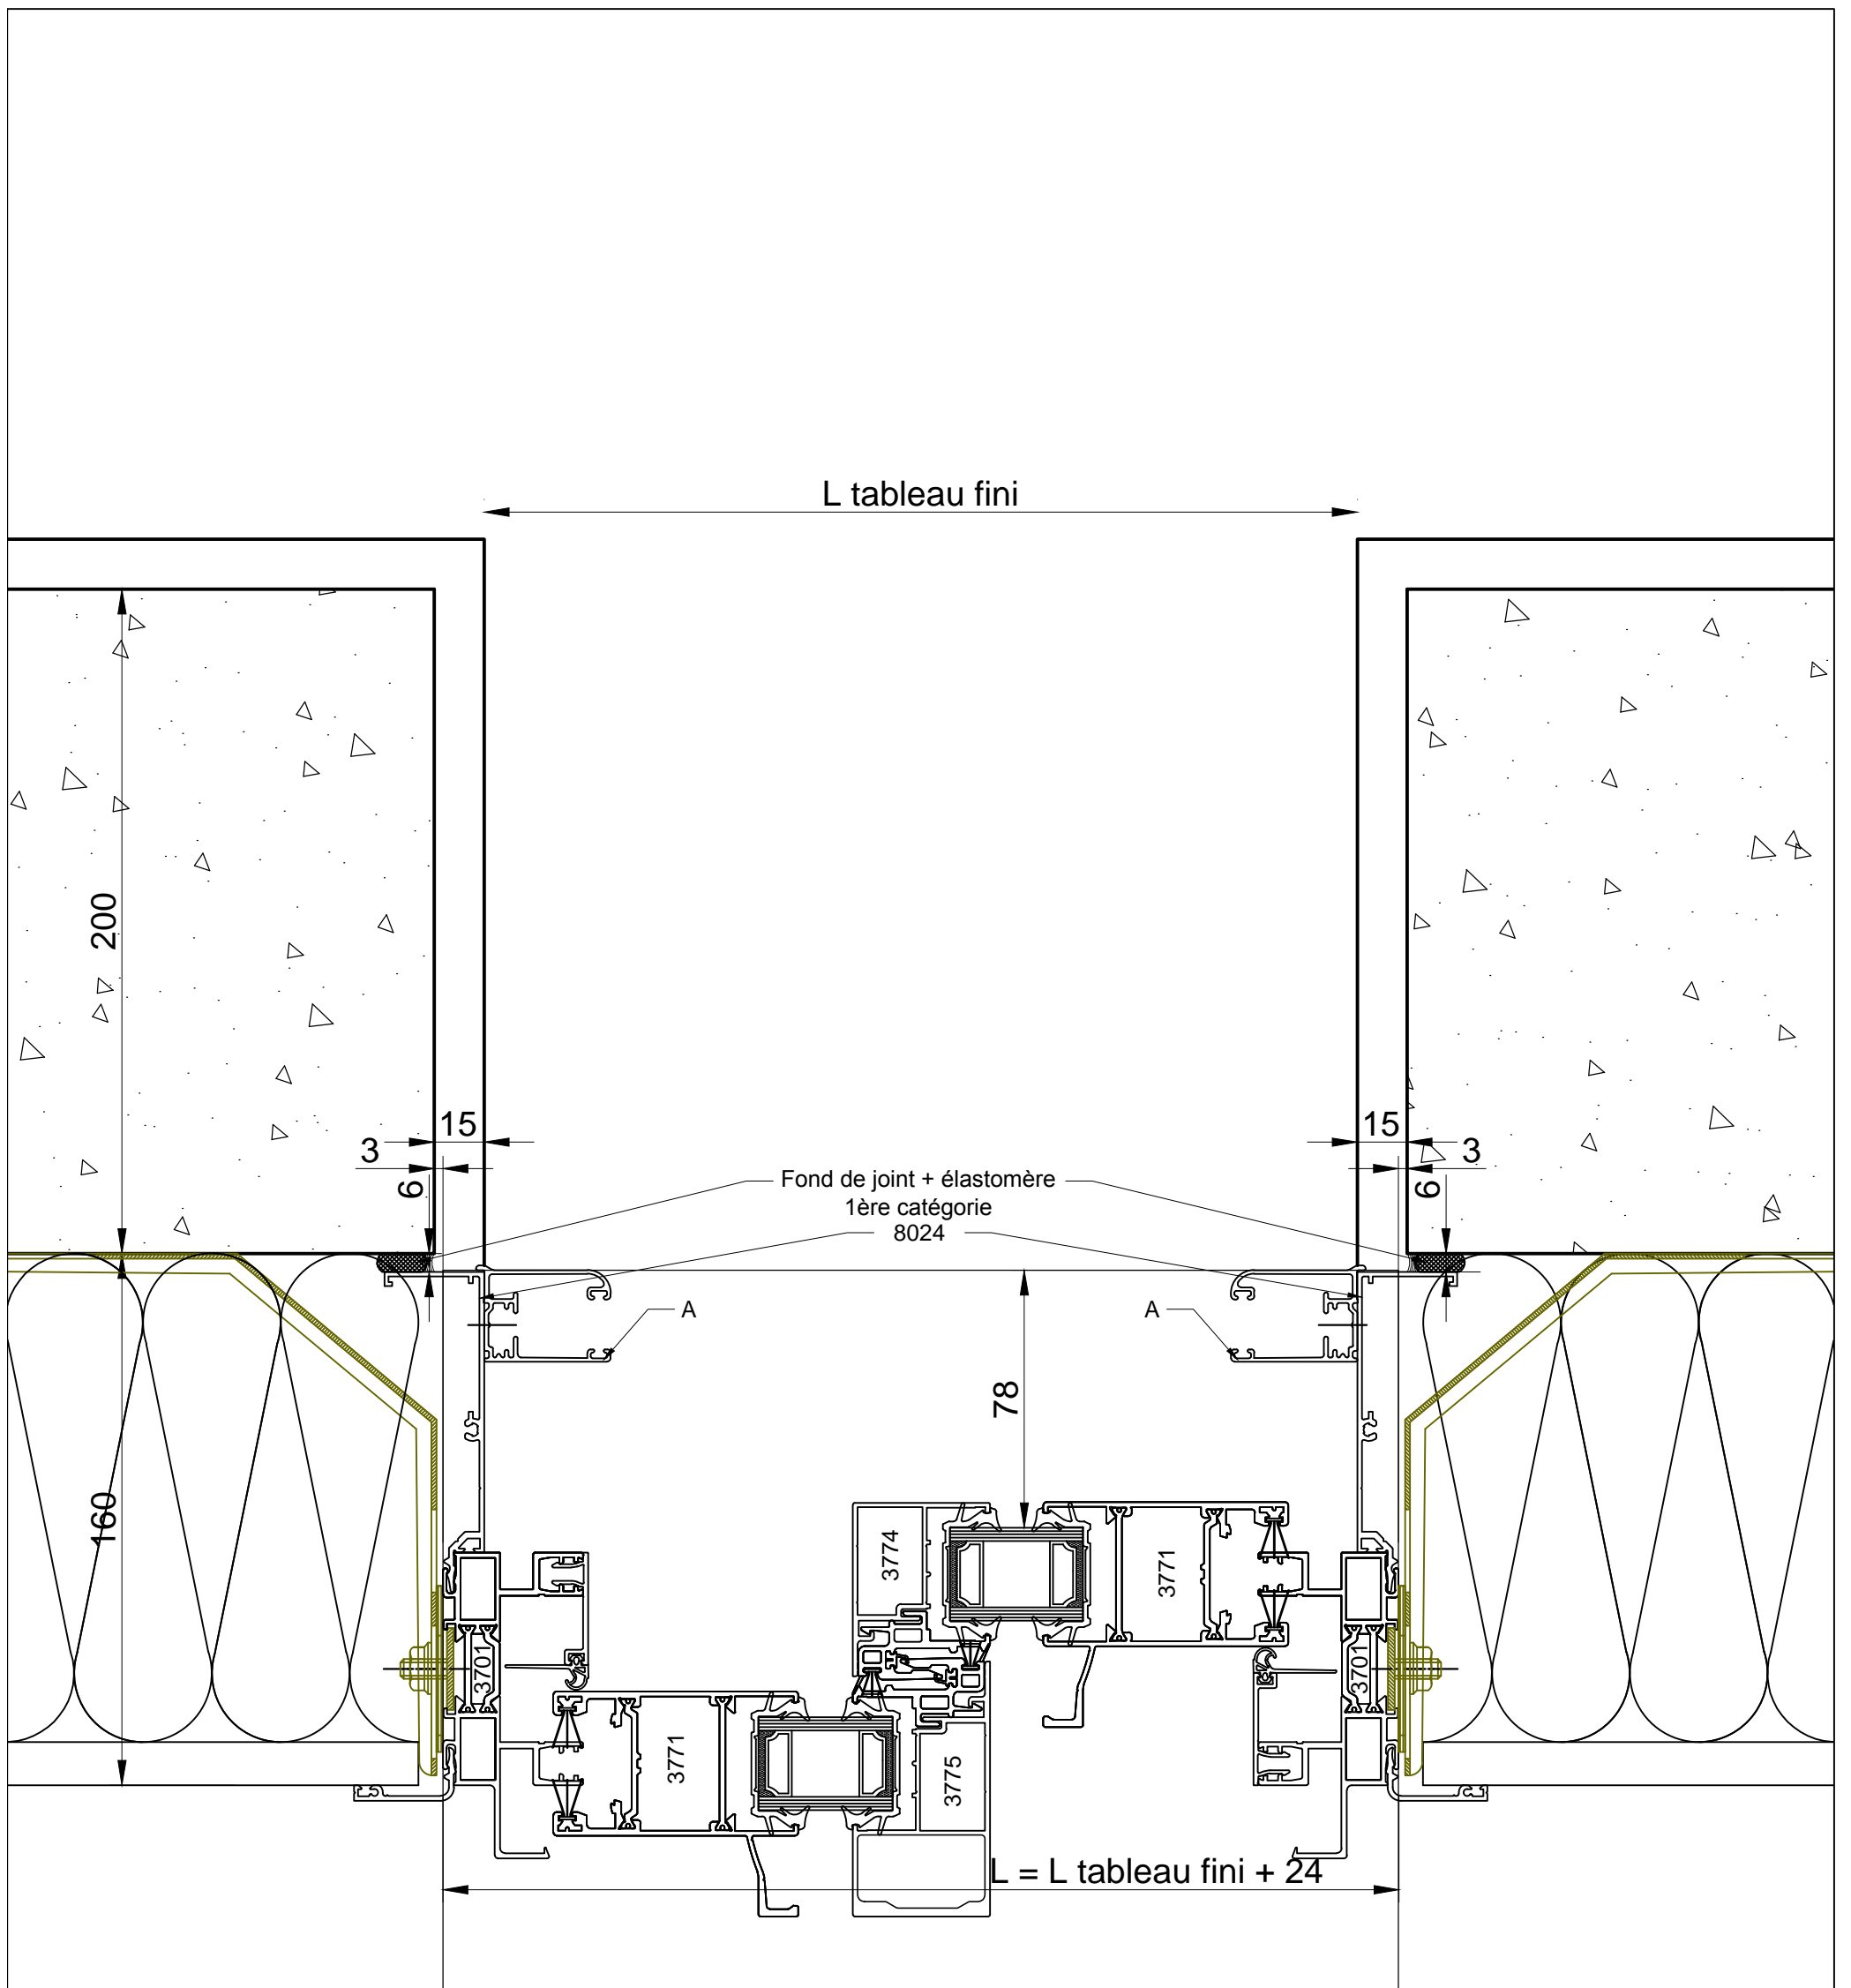 L tableau fini
200
15
3
6
15
3
6
Fond de joint + élastomère
1ère catégorie
8024
A
A
78
160
3774
3771
3701
3701
3771
3775
L = L tableau fini + 24